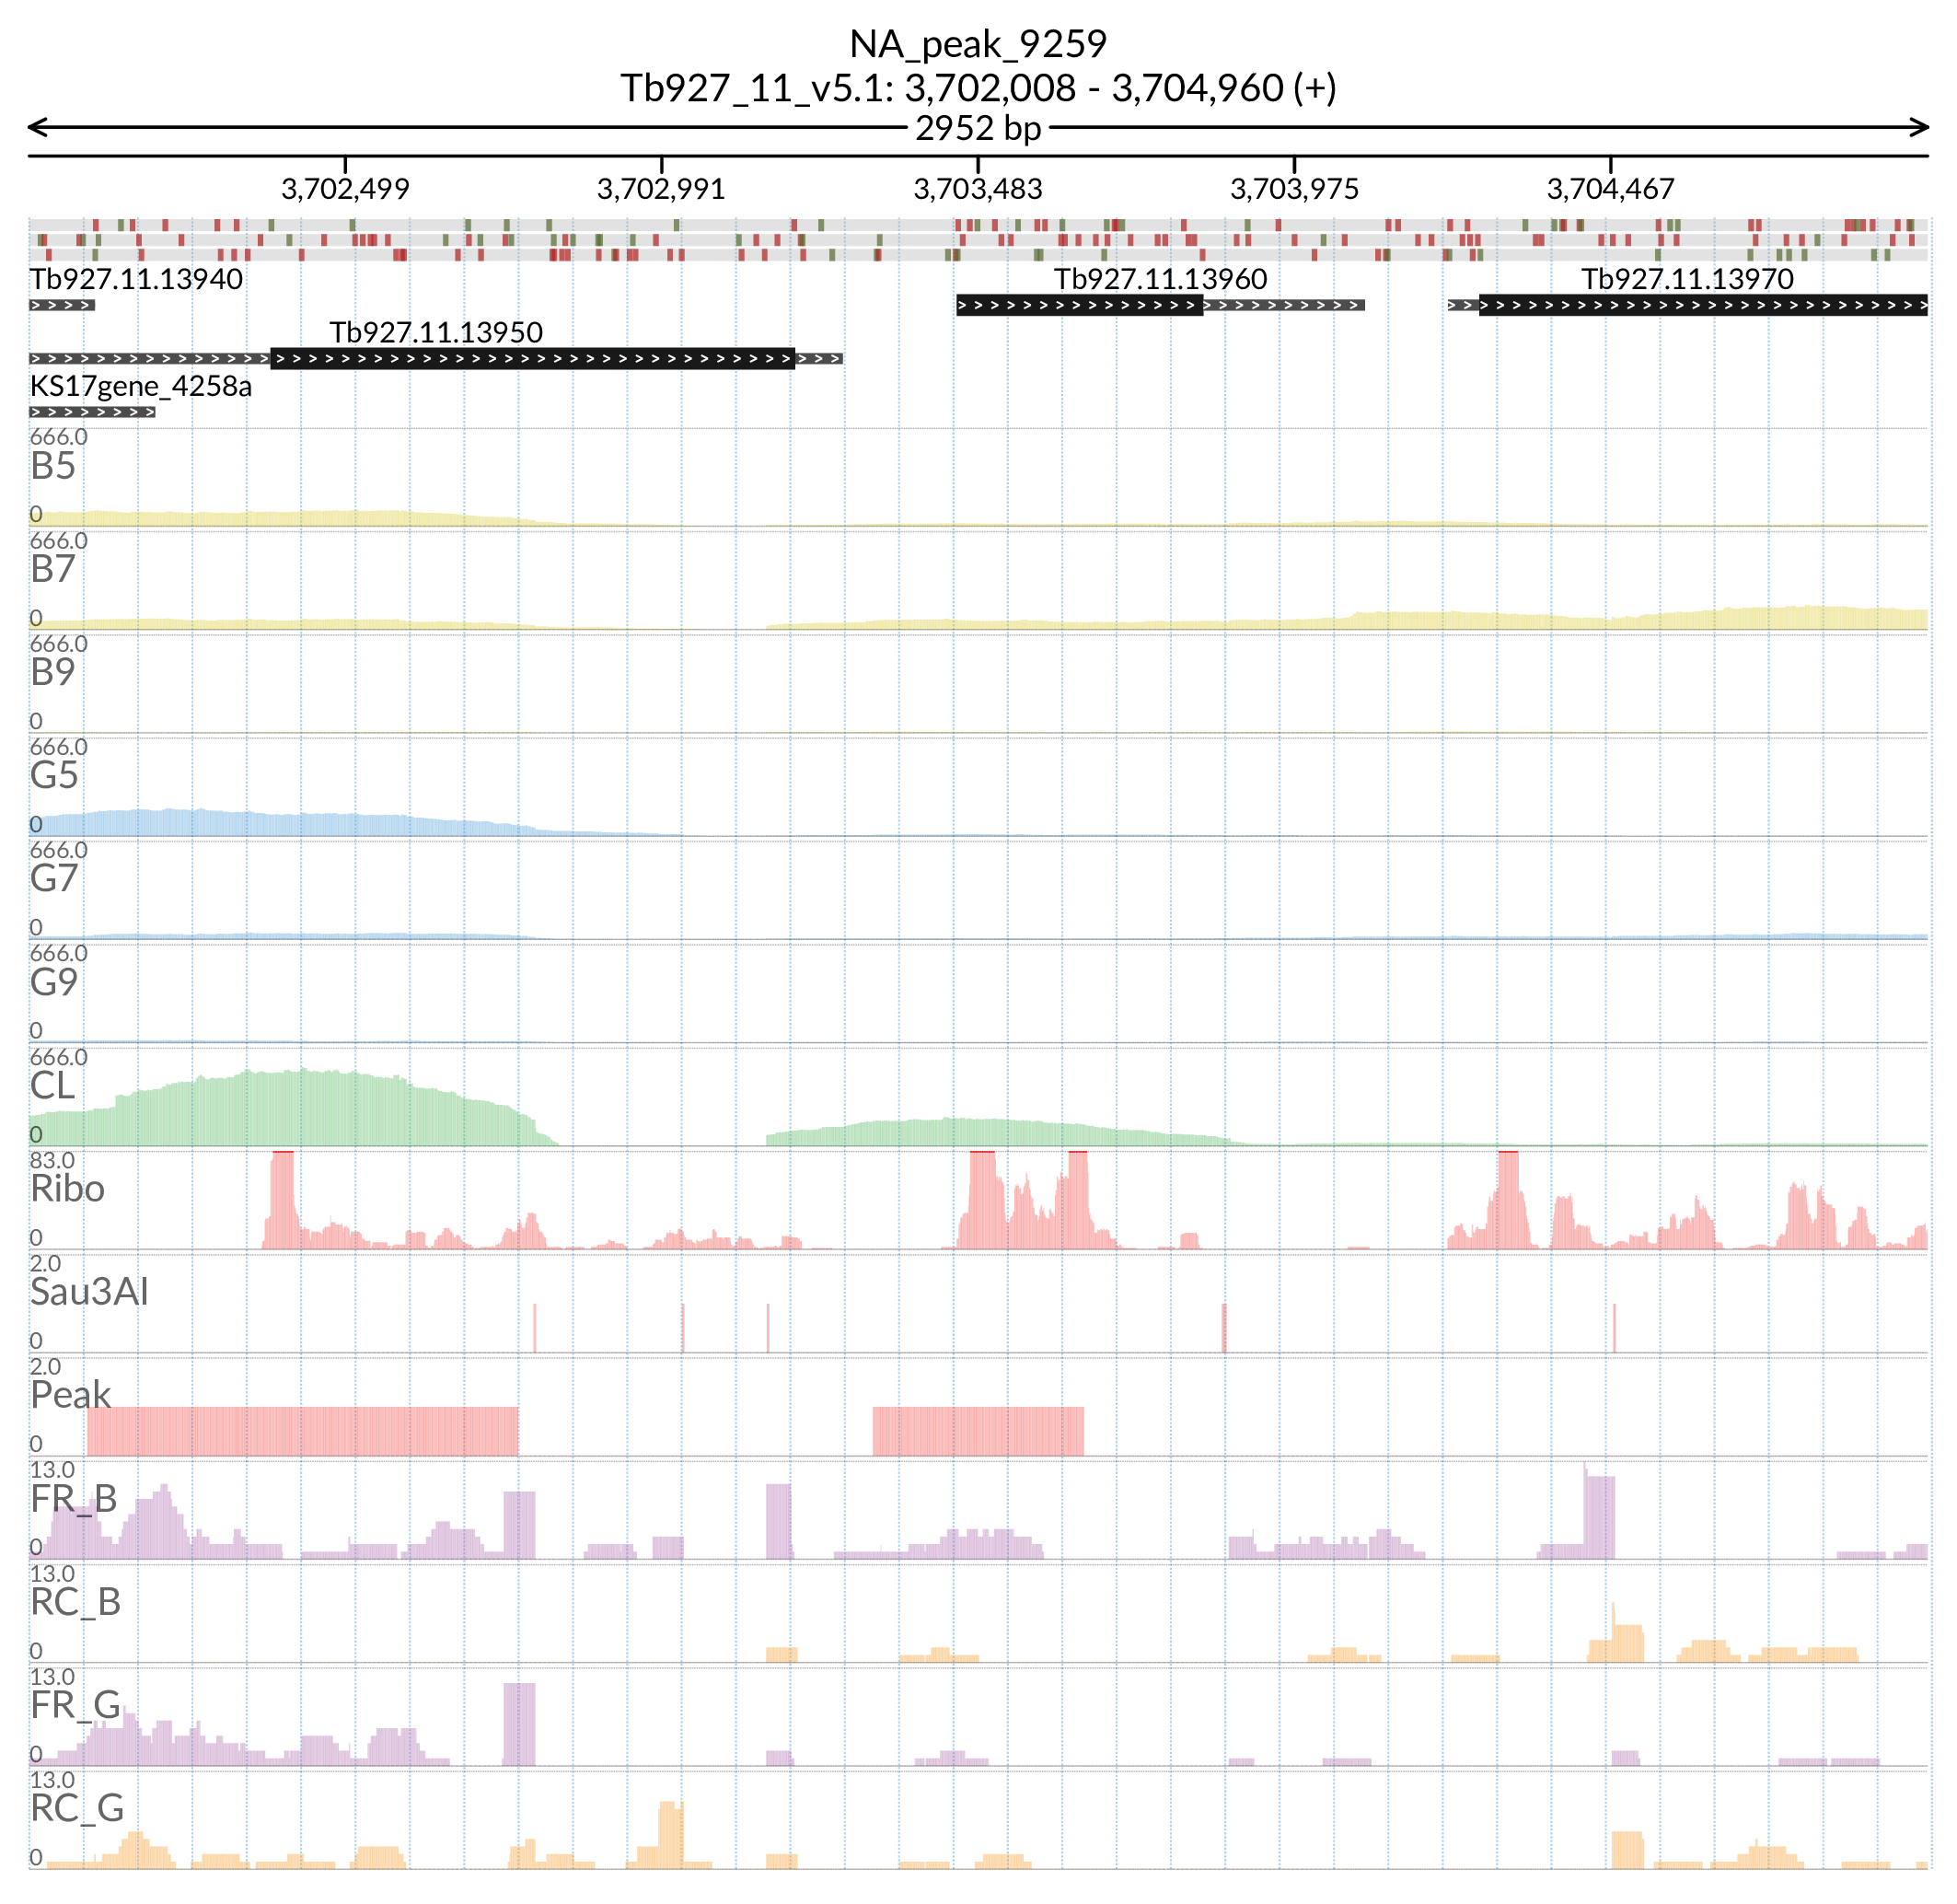 NA_peak_9259
Tb927_11_v5.1: 3,702,008 - 3,704,960 (+)
2952 bp
3,702,499 3,702,991 3,703,483 3,703,975 3,704,467
Tb927.11.13940 Tb927.11.13960 Tb927.11.13970
Tb927.11.13950
KS17gene_4258a
666.0
B5
0
666.0
B7
0
666.0
B9
0
666.0
G5
0
666.0
G7
0
666.0
G9
0
666.0
CL
0
83.0
Ribo
0
2.0
Sau3AI
0
2.0
Peak
0
13.0
FR_B
0
13.0
RC_B
0
13.0
FR_G
0
13.0
RC_G
0